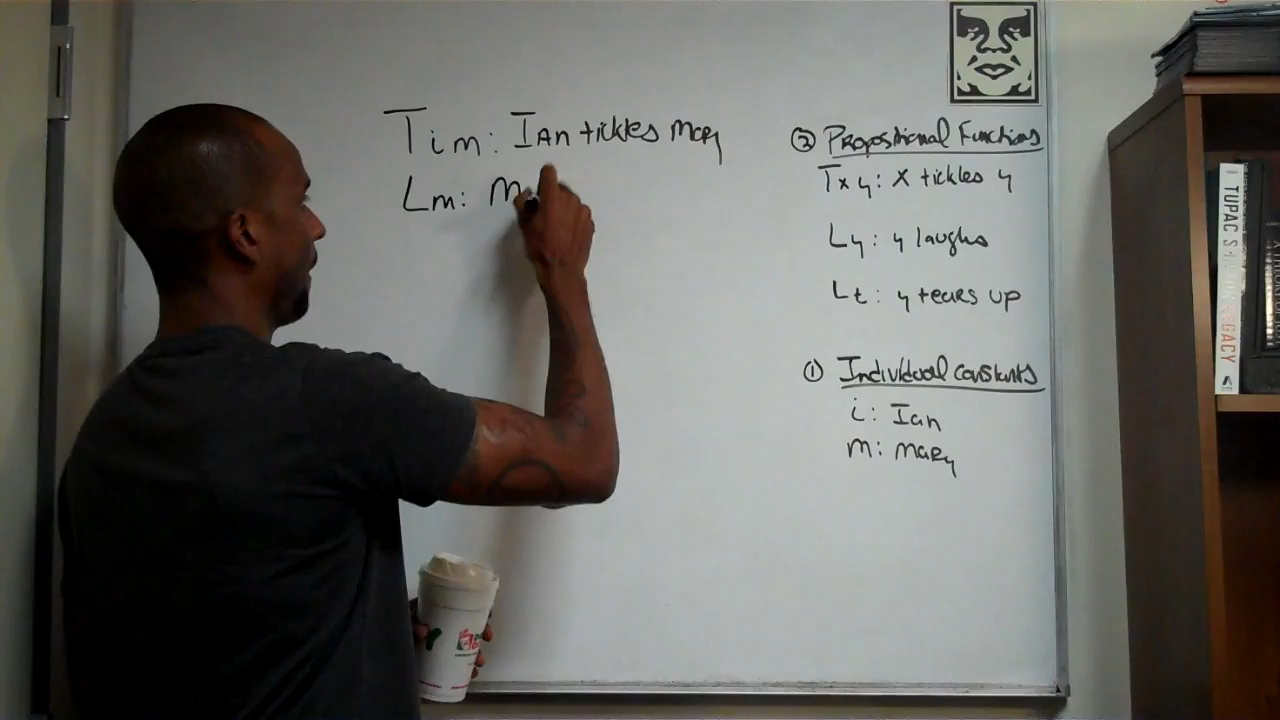 Tim: Ian tickles Mary
Lm: M
② Propositional Functions
Txy: x tickles y
Ly: y laughs
Lt: y tears up
① Individual constants
i: Ian
m: Mary
TUPAC S LEGACY